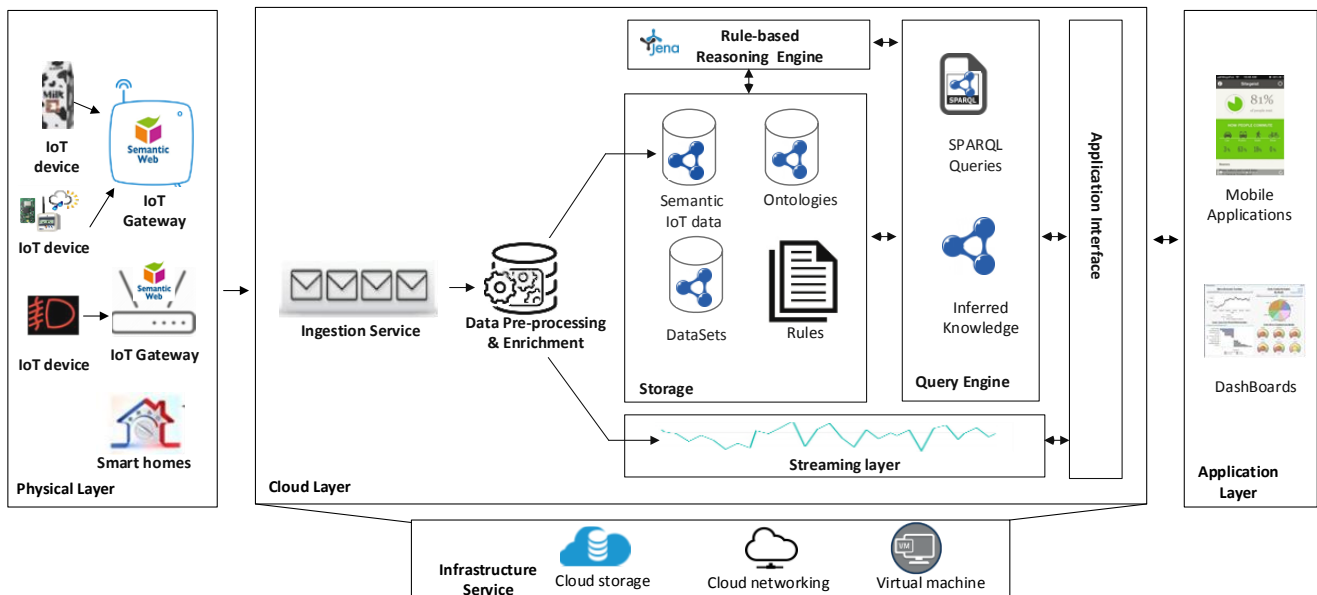 Milk
IoT
device
Semantic
Web
IoT
Gateway
IoT device
Semantic
Web
IoT device
IoT Gateway
Smart homes
Physical Layer
Ingestion Service
Data Pre-processing
& Enrichment
Cloud Layer
jena
Rule-based
Reasoning Engine
Semantic
IoT data
Ontologies
DataSets
Rules
Storage
SPARQL
SPARQL
Queries
Inferred
Knowledge
Query Engine
Streaming layer
Application Interface
81%
Mobile
Applications
DashBoards
Application
Layer
Infrastructure
Service
Cloud storage
Cloud networking
VM
Virtual machine